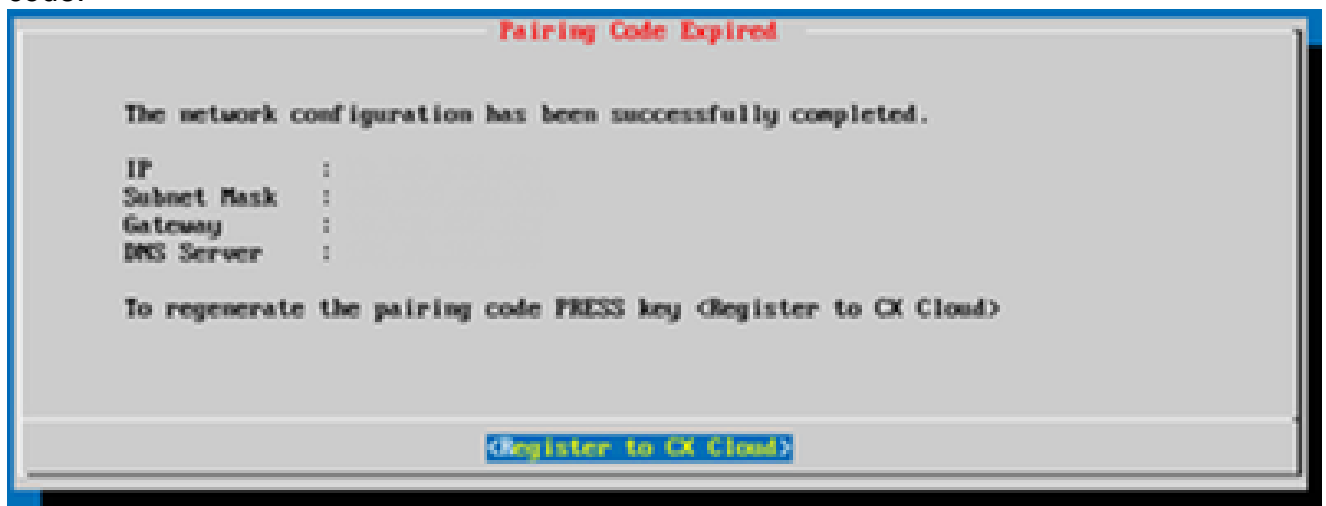 Pairing Code Expired
The network configuration has been successfully completed.
IP :
Subnet Mask :
Gateway :
DNS Server :
To regenerate the pairing code PRESS key <Register to CX Cloud>
<Register to CX Cloud>